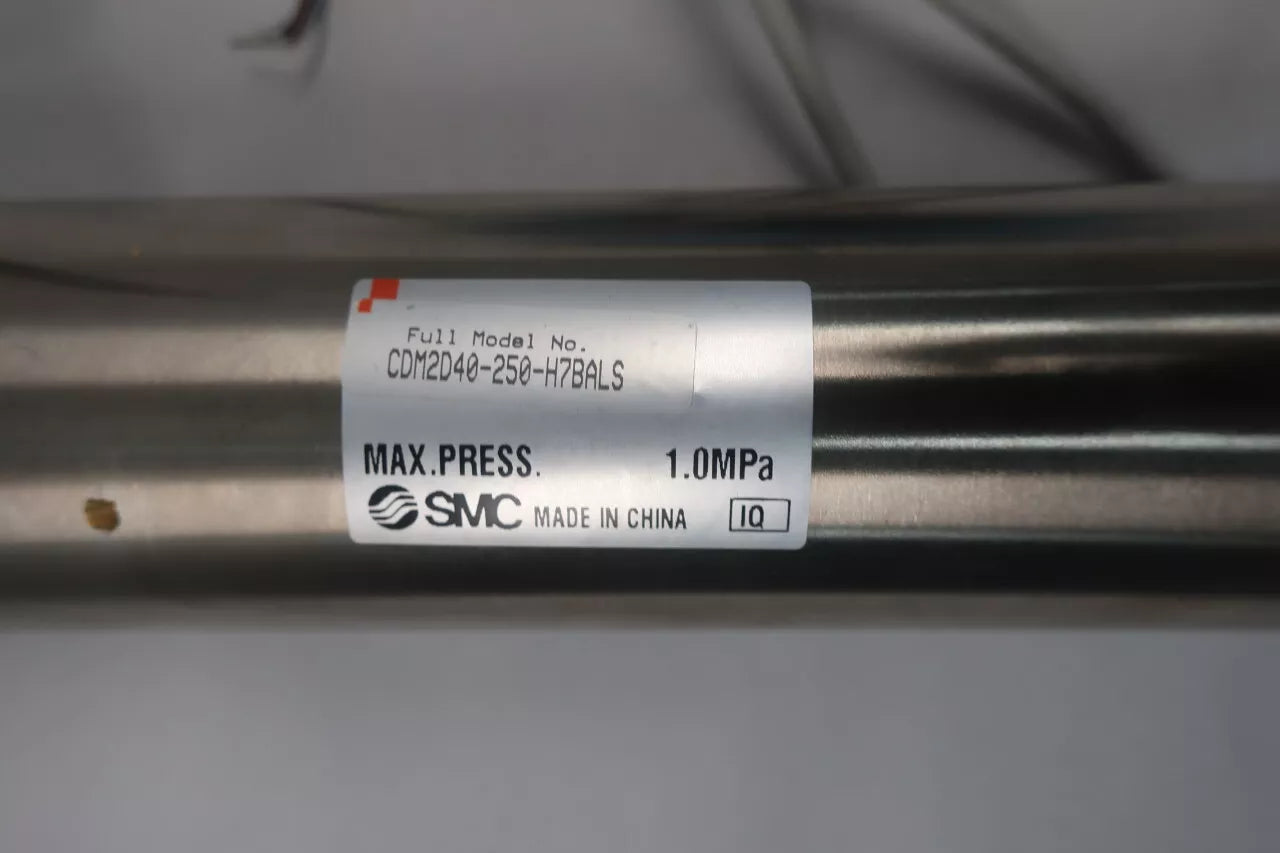 Full Model No.
CDM2D40-250-H7BALS
MAX.PRESS. 1.0MPa
SMC MADE IN CHINA IQ